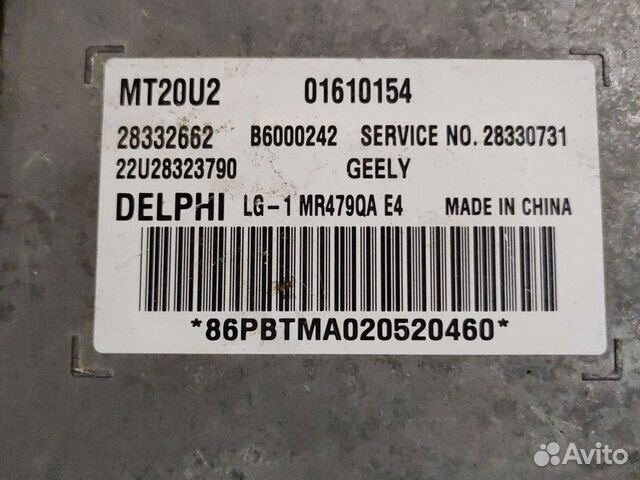 MT20U2 01610154
28332662 B6000242 SERVICE NO. 28330731
22U28323790 GEELY
DELPHI LG-1 MR479QA E4 MADE IN CHINA
*86PBTMA020520460*
Avito